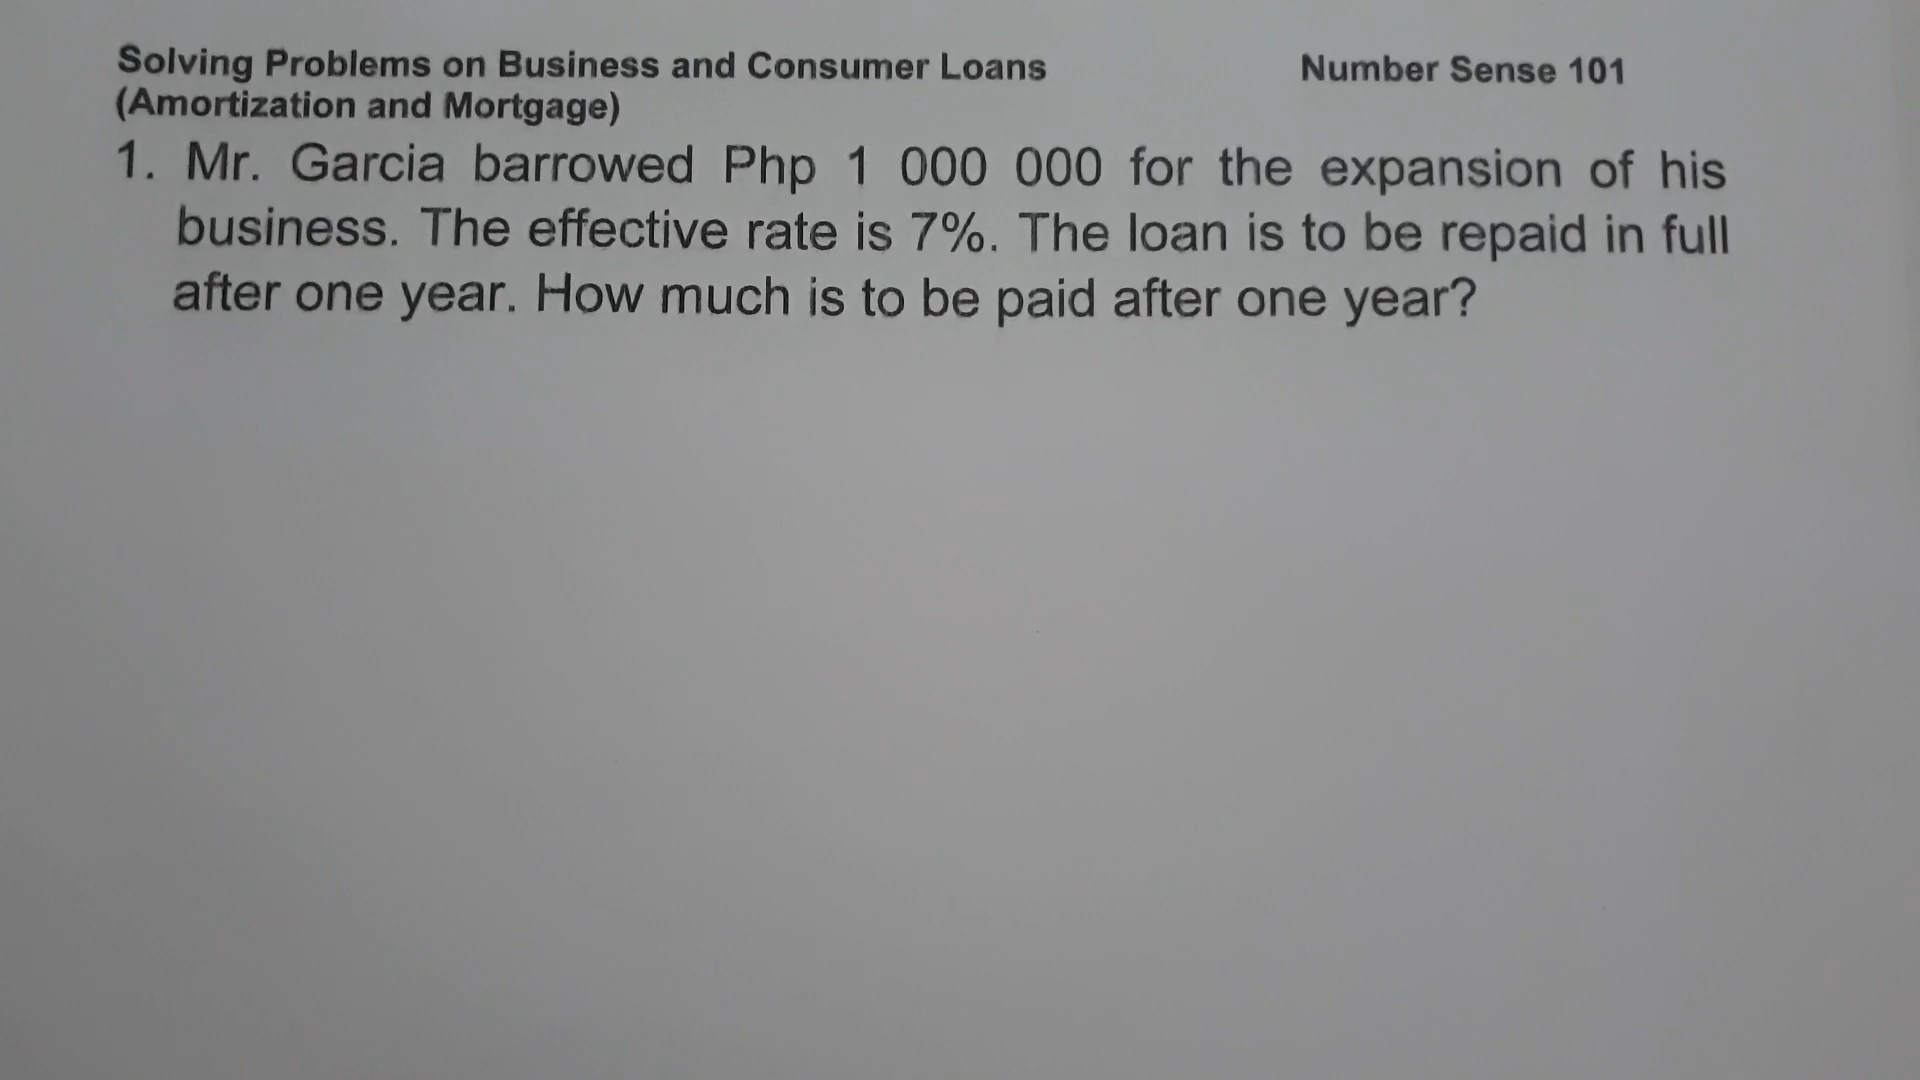 Solving Problems on Business and Consumer Loans Number Sense 101
(Amortization and Mortgage)
1. Mr. Garcia barrowed Php 1 000 000 for the expansion of his
business. The effective rate is 7%. The loan is to be repaid in full
after one year. How much is to be paid after one year?